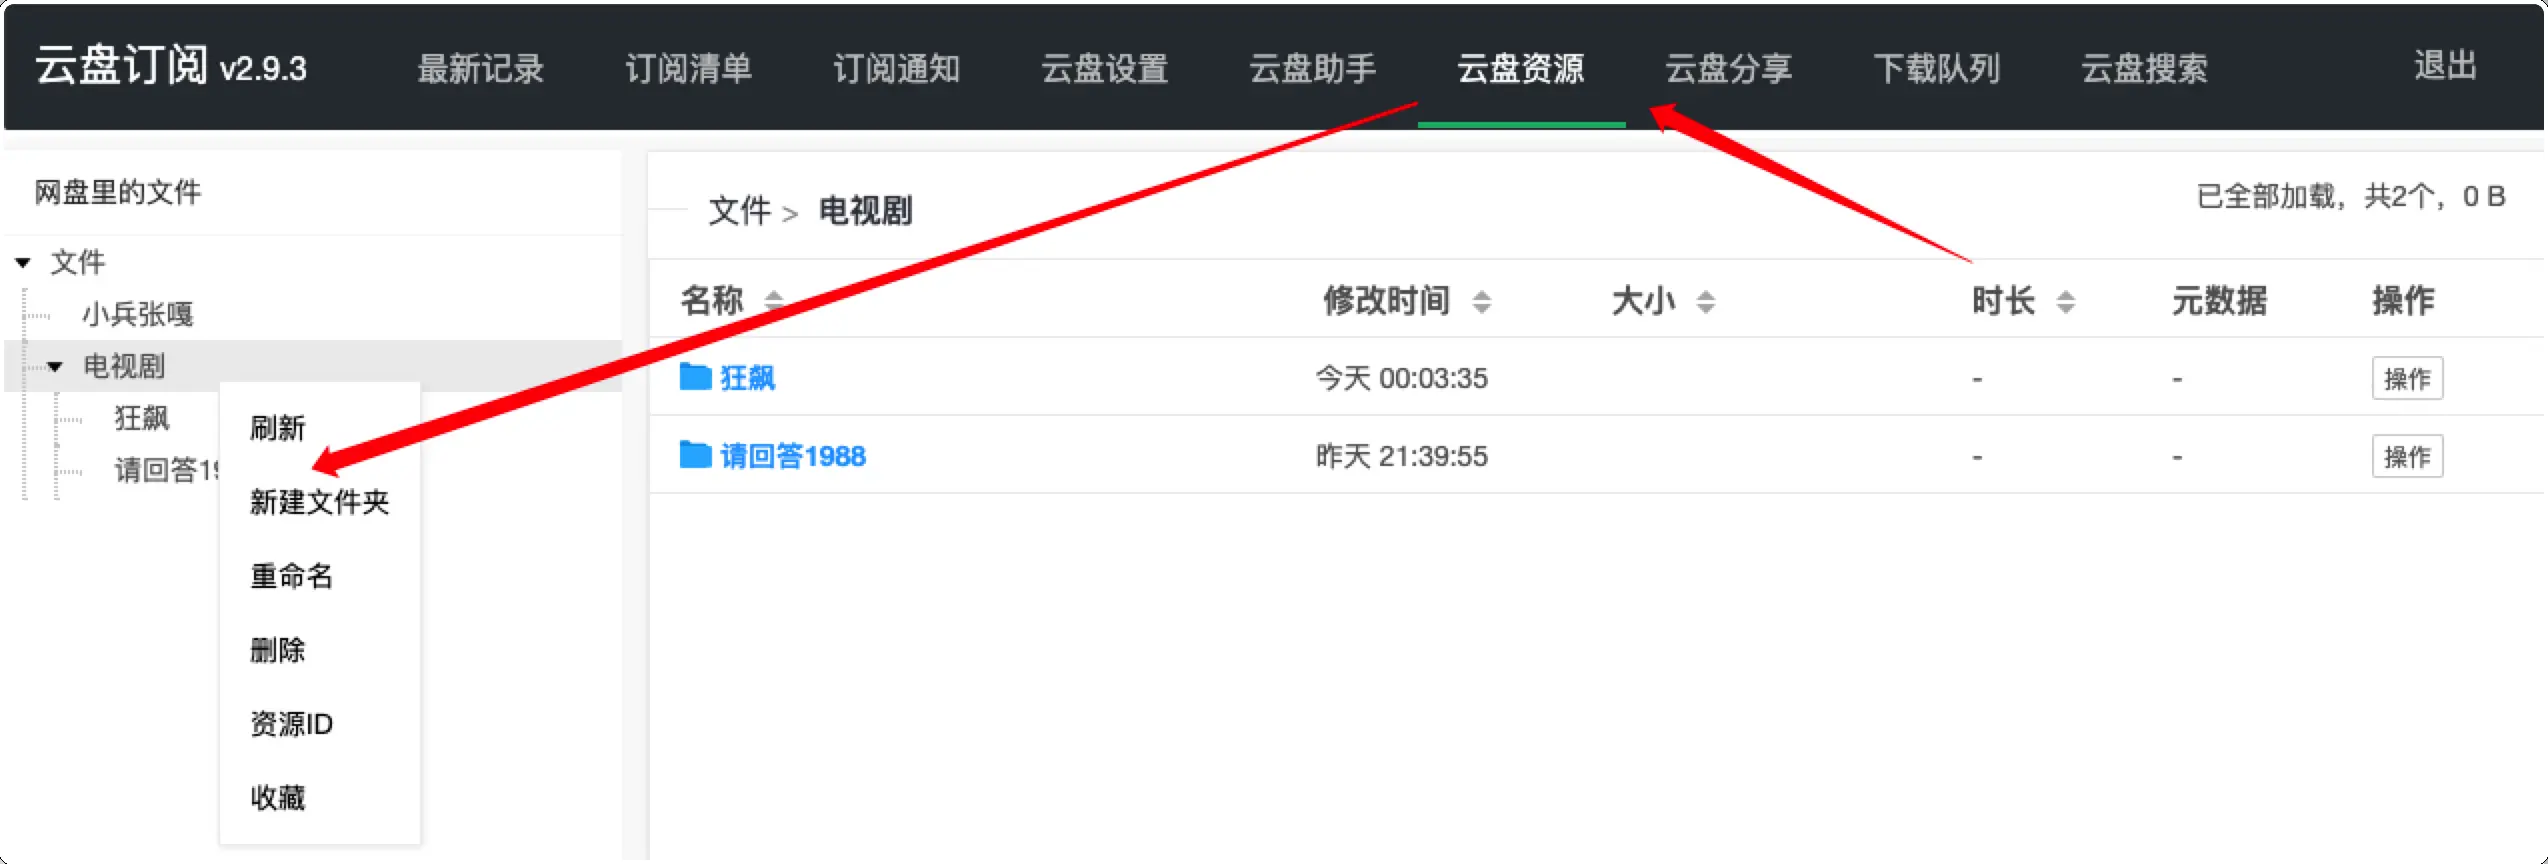 云盘订阅 v2.9.3 最新记录 订阅清单 订阅通知 云盘设置 云盘助手 云盘资源 云盘分享 下载队列 云盘搜索 退出
网盘里的文件
文件
小兵张嘎
电视剧
狂飙
请回答19
刷新
新建文件夹
重命名
删除
资源ID
收藏
文件 > 电视剧
已全部加载，共2个，0 B
名称 修改时间 大小 时长 元数据 操作
狂飙 今天 00:03:35 - - 操作
请回答1988 昨天 21:39:55 - - 操作